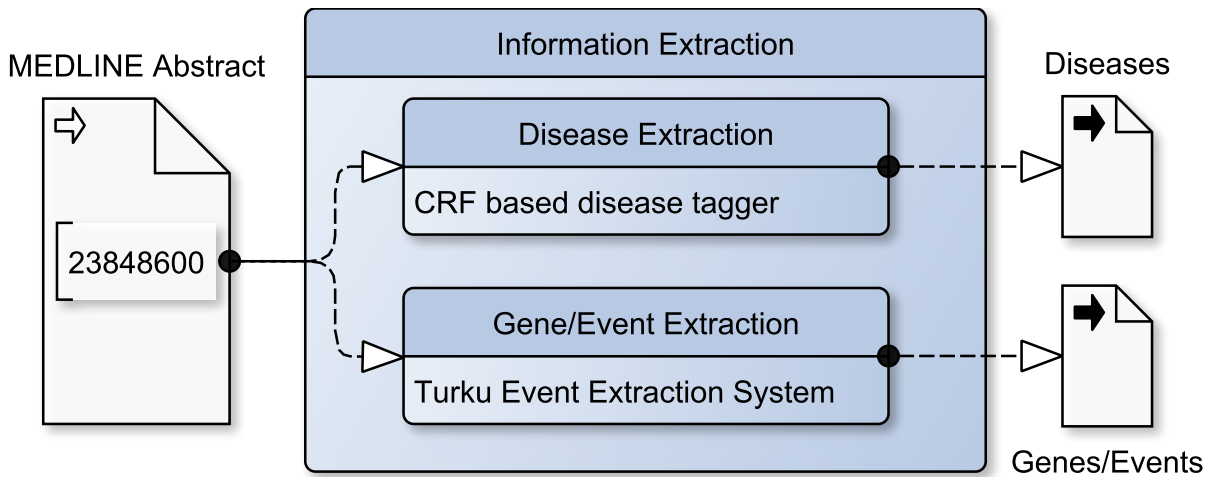 MEDLINE Abstract
23848600
Information Extraction
Disease Extraction
CRF based disease tagger
Gene/Event Extraction
Turku Event Extraction System
Diseases
Genes/Events